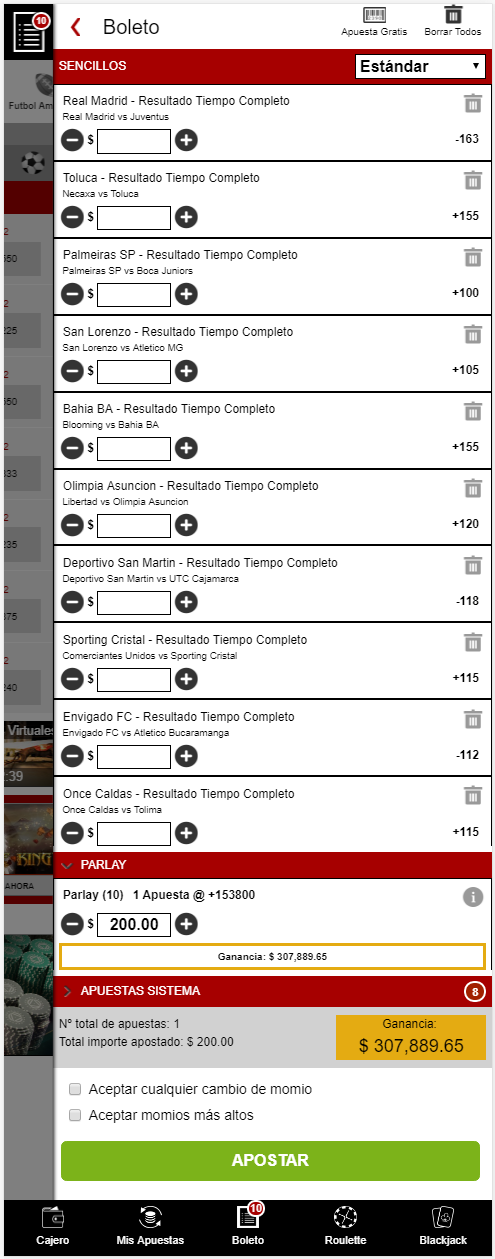 10
Boleto
Apuesta Gratis
Borrar Todos
Futbol Am
SENCILLOS
Estándar
Real Madrid - Resultado Tiempo Completo
Real Madrid vs Juventus
$
-163
Toluca - Resultado Tiempo Completo
Necaxa vs Toluca
$
+155
Palmeiras SP - Resultado Tiempo Completo
Palmeiras SP vs Boca Juniors
$
+100
San Lorenzo - Resultado Tiempo Completo
San Lorenzo vs Atletico MG
$
+105
Bahia BA - Resultado Tiempo Completo
Blooming vs Bahia BA
$
+155
Olimpia Asuncion - Resultado Tiempo Completo
Libertad vs Olimpia Asuncion
$
+120
Deportivo San Martin - Resultado Tiempo Completo
Deportivo San Martin vs UTC Cajamarca
$
-118
Sporting Cristal - Resultado Tiempo Completo
Comerciantes Unidos vs Sporting Cristal
$
+115
Envigado FC - Resultado Tiempo Completo
Envigado FC vs Atletico Bucaramanga
$
-112
Once Caldas - Resultado Tiempo Completo
Once Caldas vs Tolima
$
+115
Virtuales
:39
KING
AHORA
PARLAY
Parlay (10) 1 Apuesta @ +153800
$ 200.00
Ganancia: $ 307,889.65
APUESTAS SISTEMA
8
Nº total de apuestas: 1
Total importe apostado: $ 200.00
Ganancia:
$ 307,889.65
Aceptar cualquier cambio de momio
Aceptar momios más altos
APOSTAR
10
Cajero
Mis Apuestas
Boleto
Roulette
Blackjack